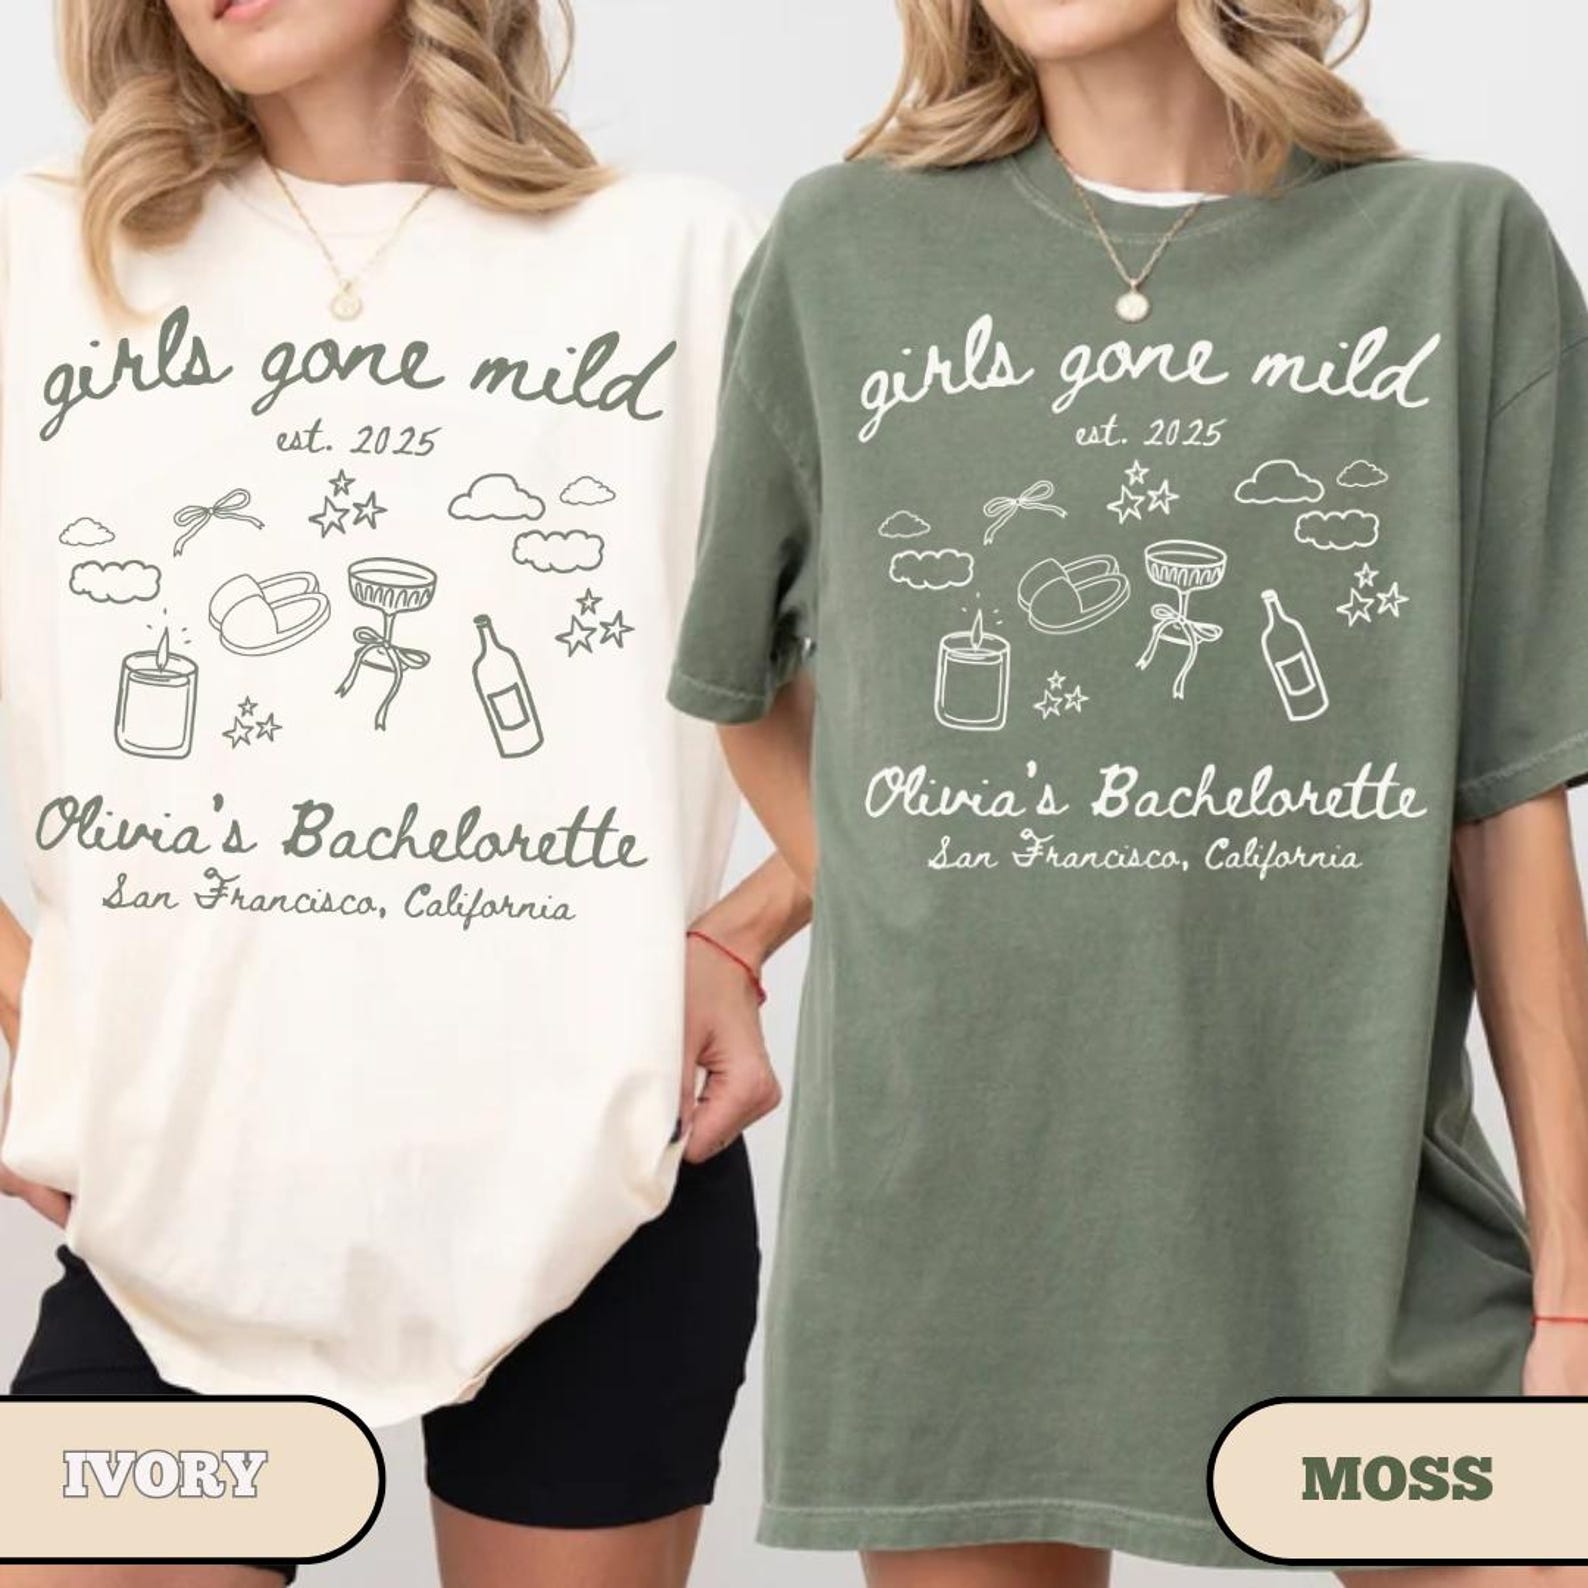 girls gone mild
est. 2025
Olivia's Bachelorette
San Francisco, California
IVORY
girls gone mild
est. 2025
Olivia's Bachelorette
San Francisco, California
MOSS